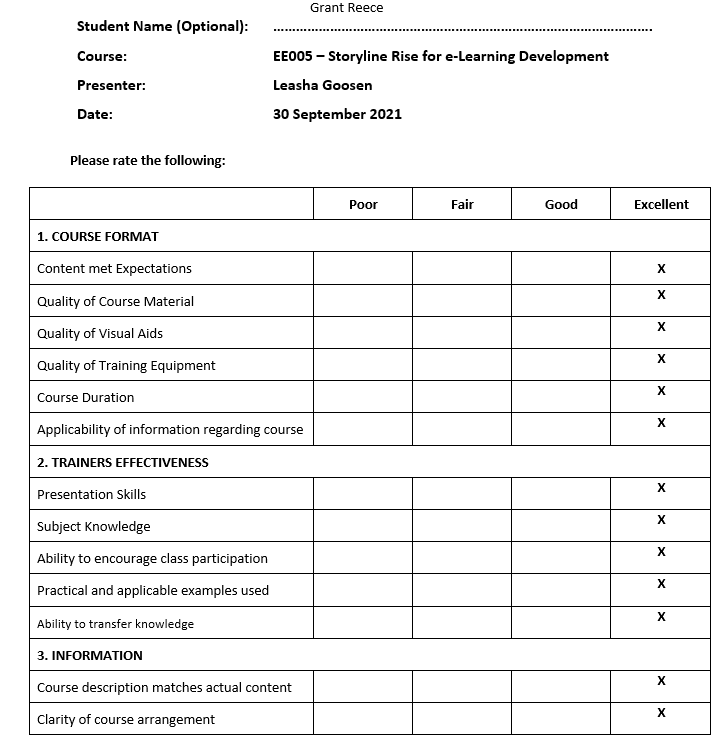 Grant Reece
Student Name (Optional): ……………………………………………………………………………………….
Course: EE005 – Storyline Rise for e-Learning Development
Presenter: Leasha Goosen
Date: 30 September 2021
Please rate the following:
Poor Fair Good Excellent
1. COURSE FORMAT
Content met Expectations X
Quality of Course Material X
Quality of Visual Aids X
Quality of Training Equipment X
Course Duration X
Applicability of information regarding course X
2. TRAINERS EFFECTIVENESS
Presentation Skills X
Subject Knowledge X
Ability to encourage class participation X
Practical and applicable examples used X
Ability to transfer knowledge X
3. INFORMATION
Course description matches actual content X
Clarity of course arrangement X